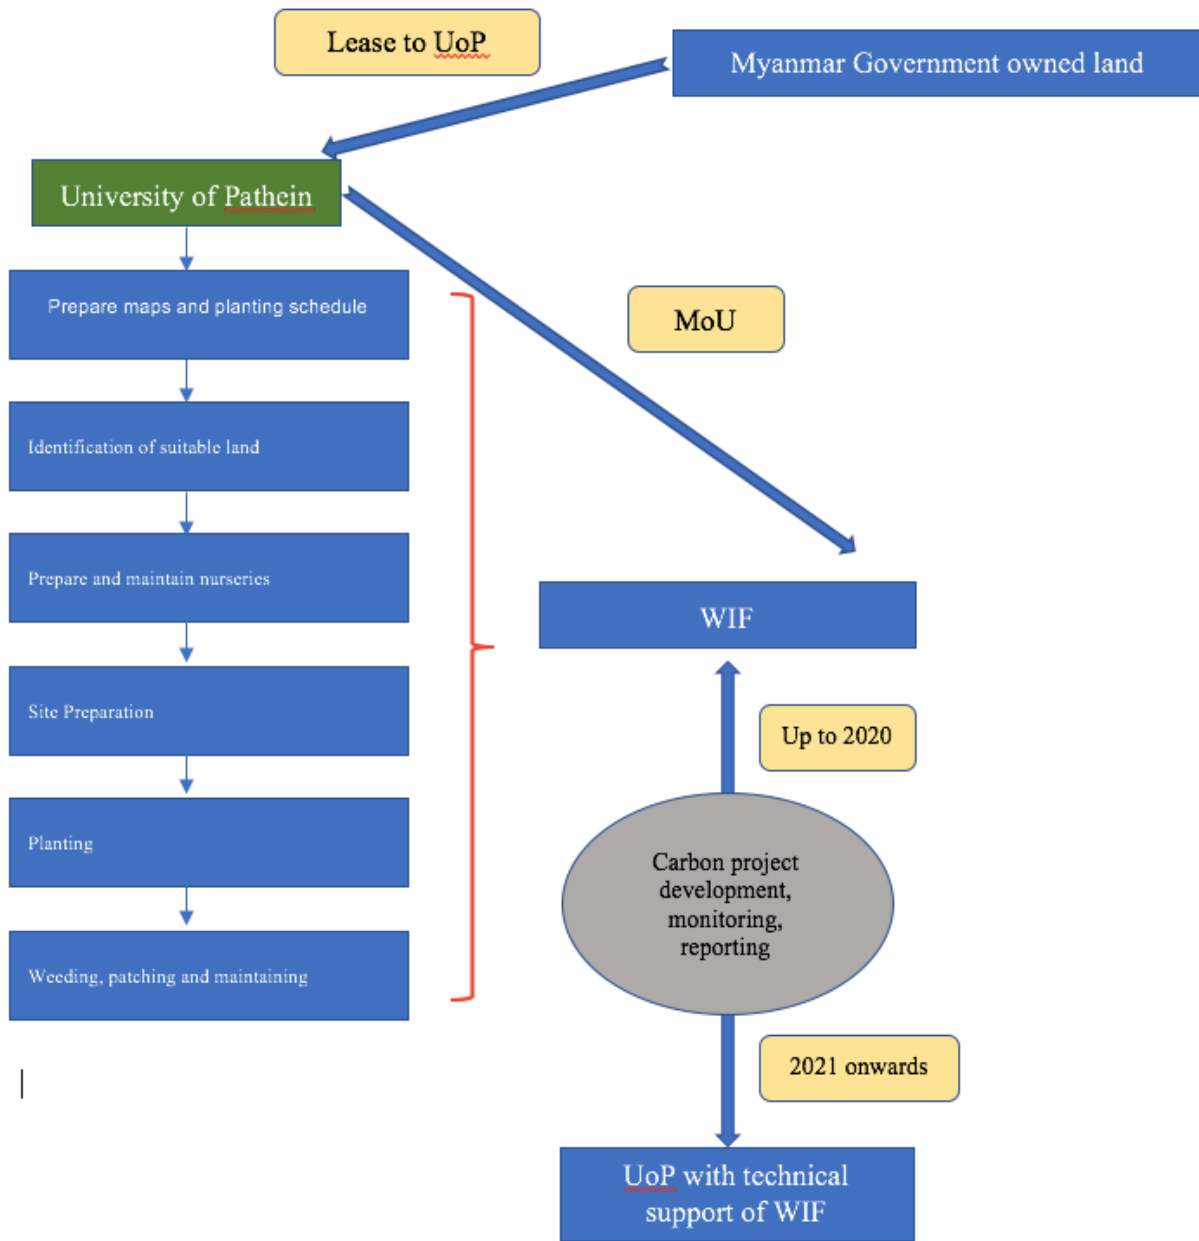 Lease to UoP
Myanmar Government owned land
University of Pathein
Prepare maps and planting schedule
MoU
Identification of suitable land
Prepare and maintain nurseries
WIF
Site Preparation
Up to 2020
Planting
Carbon project
development,
monitoring,
reporting
Weeding, patching and maintaining
2021 onwards
UoP with technical
support of WIF